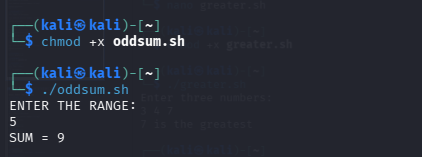 ┌──(kali㉿kali)-[~]
└─$ chmod +x oddsum.sh
┌──(kali㉿kali)-[~]
└─$ ./oddsum.sh
ENTER THE RANGE:
5
SUM = 9